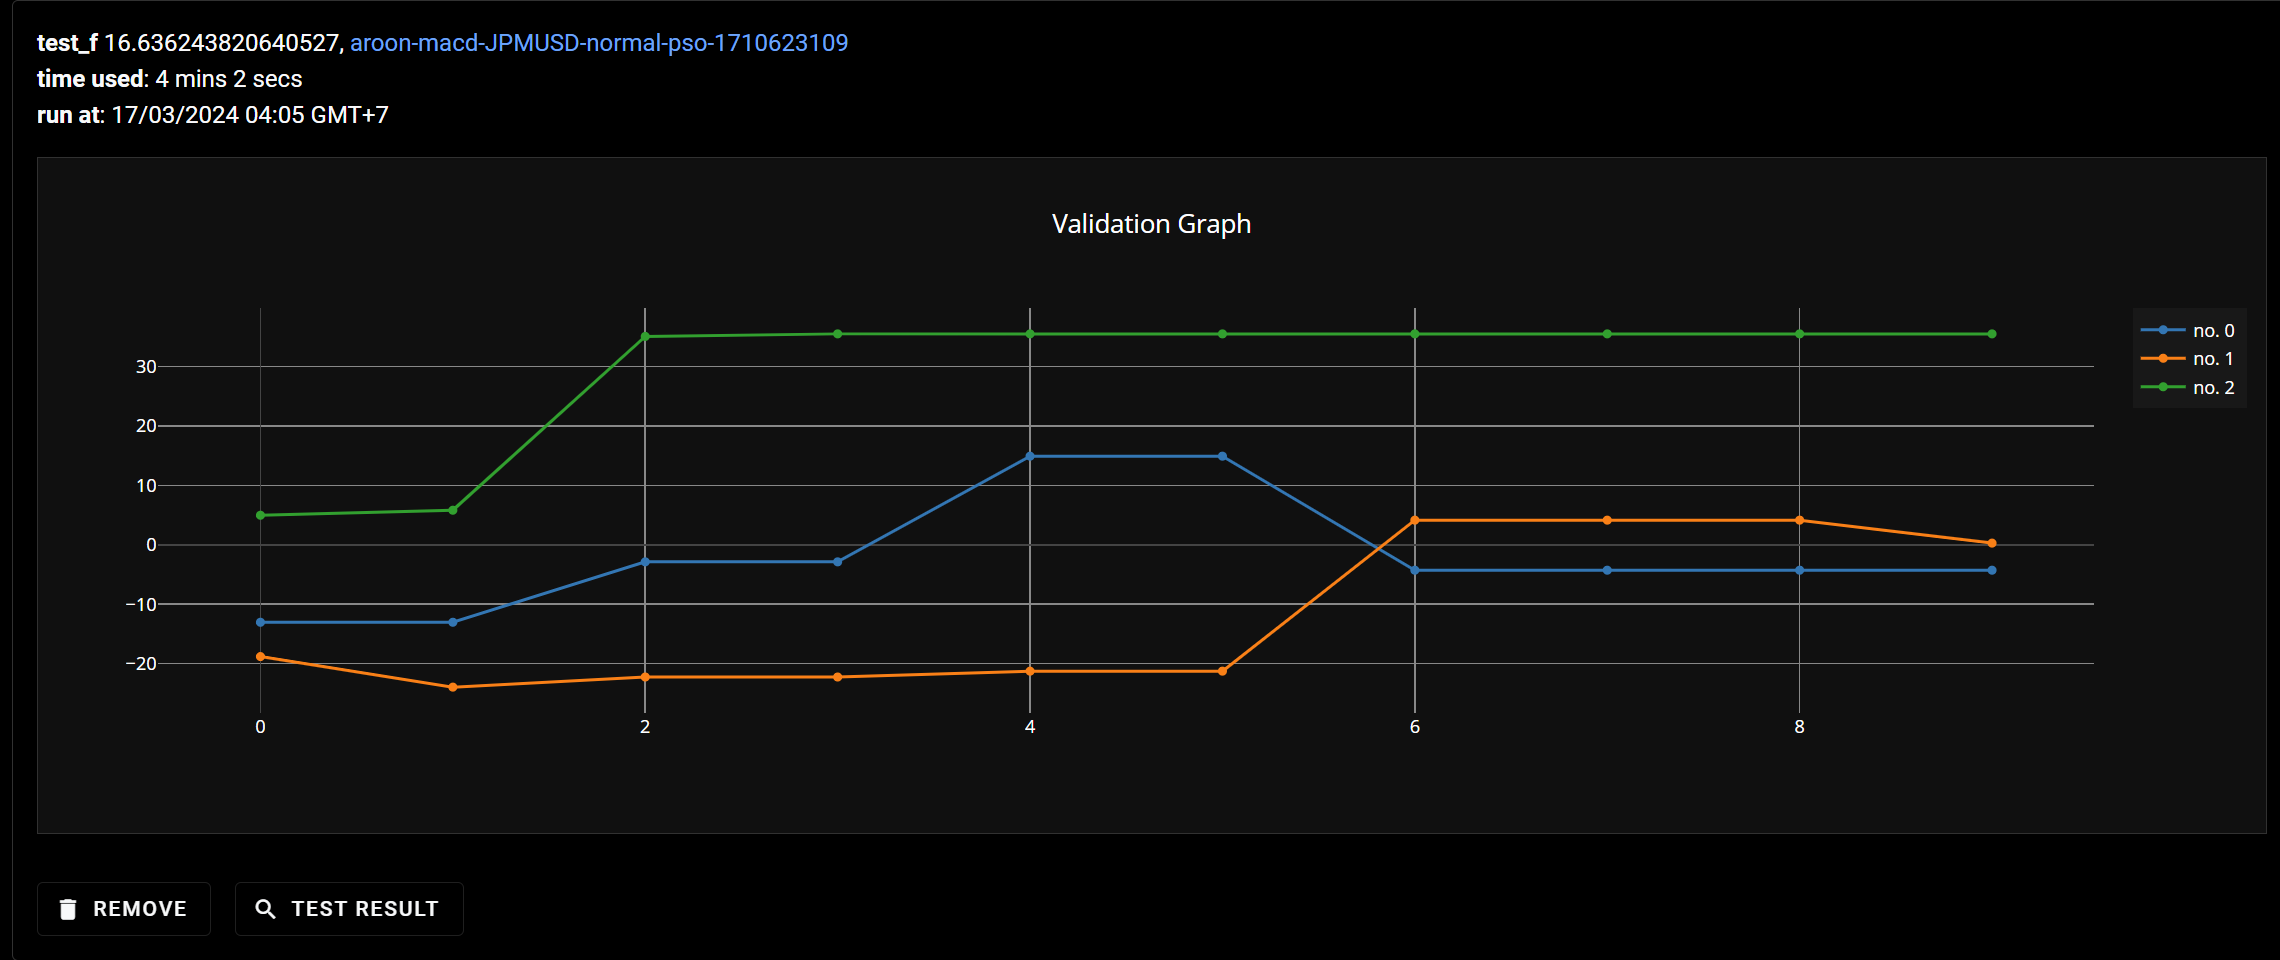 test_f 16.636243820640527, aroon-macd-JPMUSD-normal-pso-1710623109
time used: 4 mins 2 secs
run at: 17/03/2024 04:05 GMT+7
Validation Graph
30
20
10
0
−10
−20
0 2 4 6 8
no. 0
no. 1
no. 2
REMOVE TEST RESULT